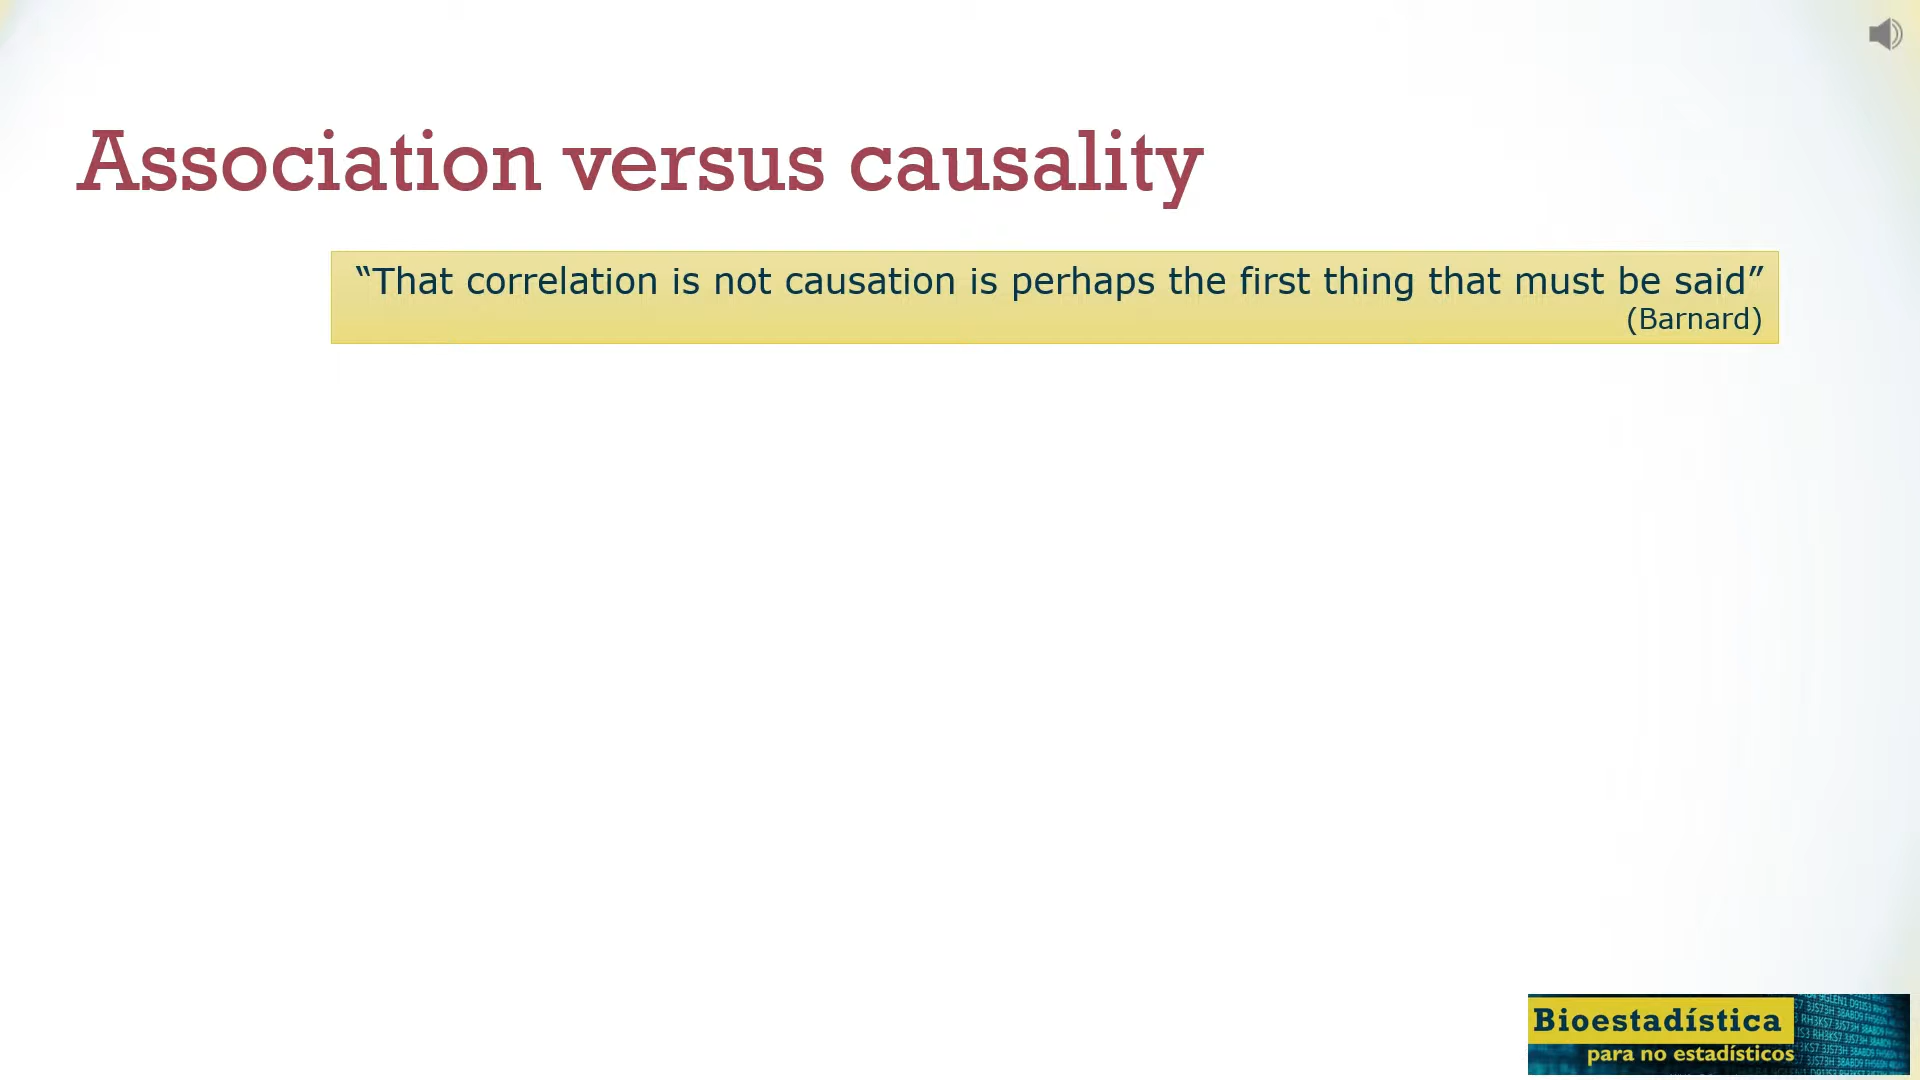 Association versus causality
“That correlation is not causation is perhaps the first thing that must be said”
(Barnard)
Bioestadística
para no estadísticos